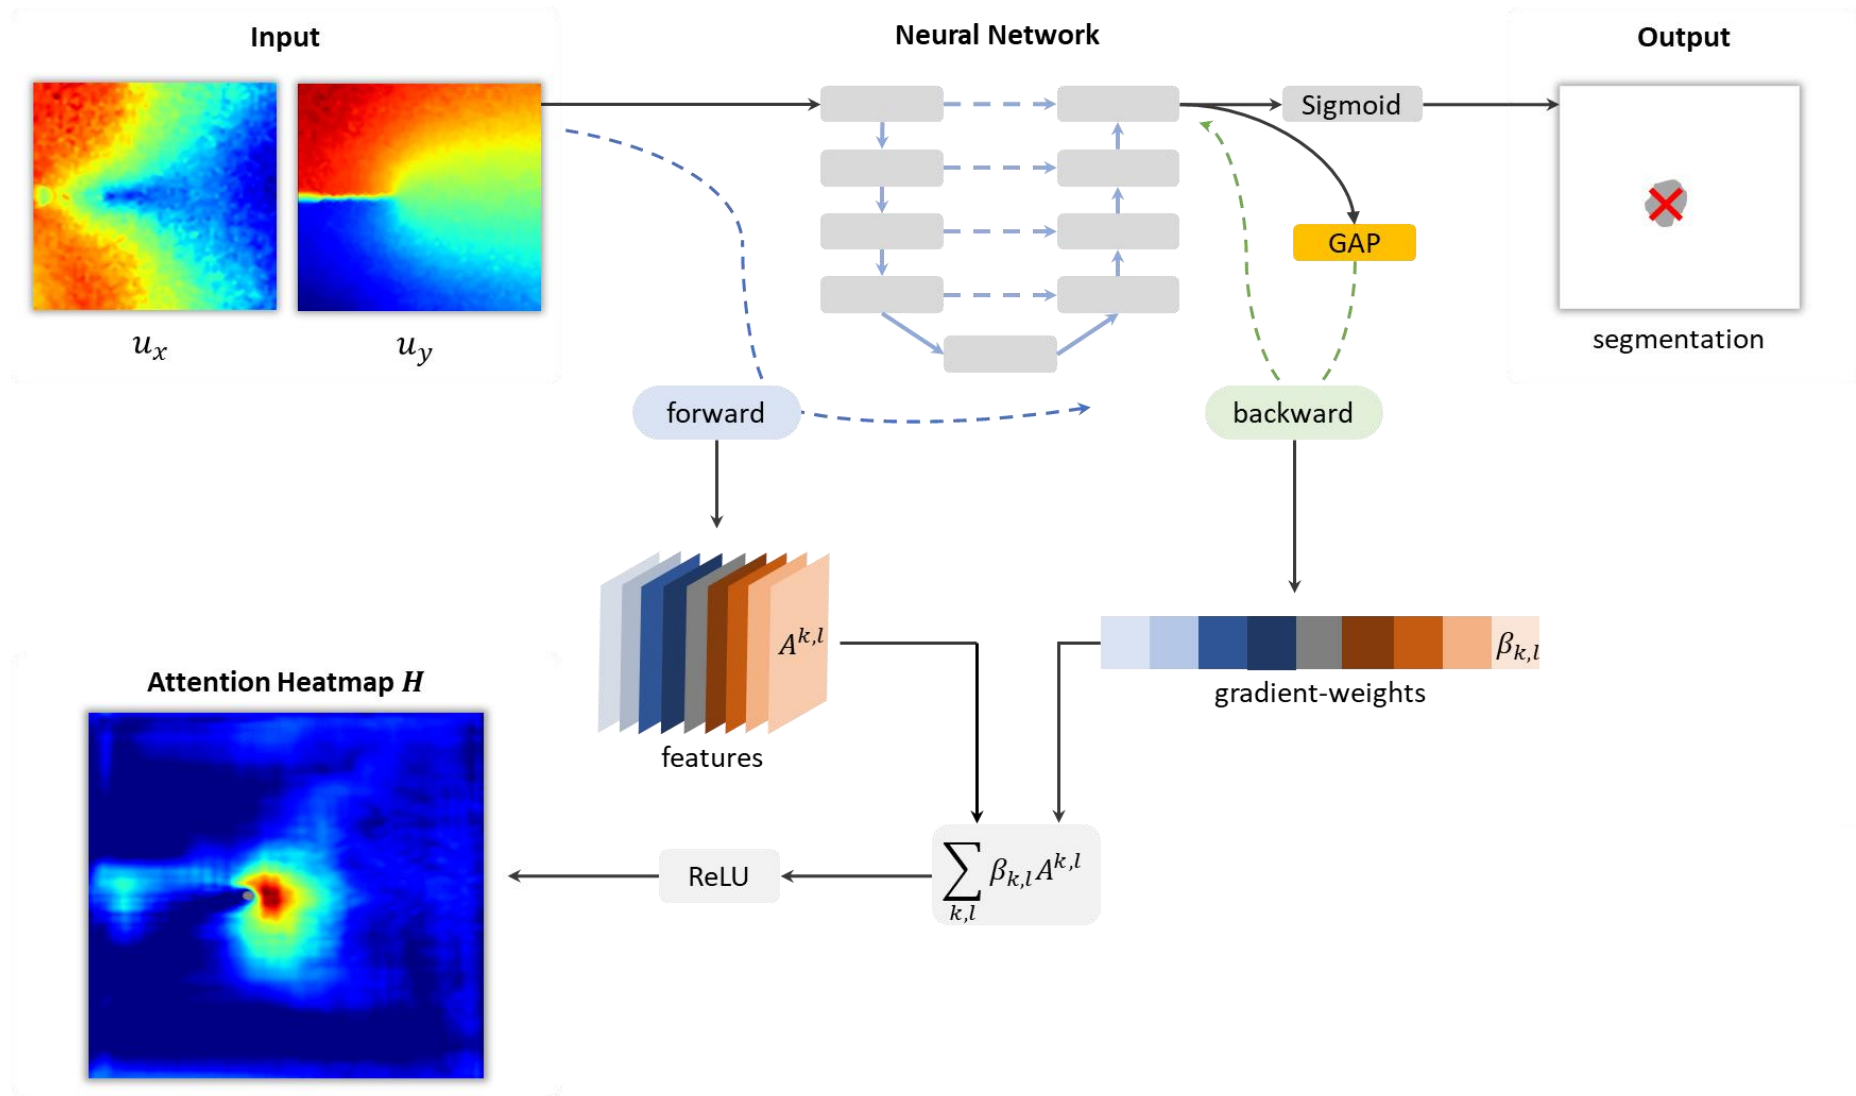 Input
Neural Network
Output
Sigmoid
GAP
u_x
u_y
segmentation
forward
backward
A^{k,l}
β_{k,l}
gradient-weights
features
Attention Heatmap H
ReLU
∑_{k,l} β_{k,l} A^{k,l}